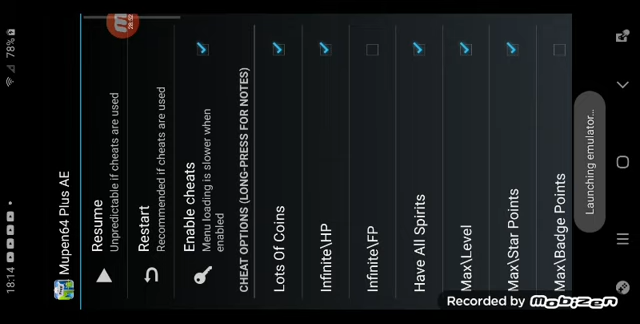 18:14
78%
Mupen64 Plus AE
28:52
Resume
Unpredictable if cheats are used
Restart
Recommended if cheats are used
Enable cheats
Menu loading is slower when
enabled
CHEAT OPTIONS (LONG-PRESS FOR NOTES)
Lots Of Coins
Infinite\HP
Infinite\FP
Have All Spirits
Max\Level
Max\Star Points
Max\Badge Points
Launching emulator...
Recorded by Mobizen